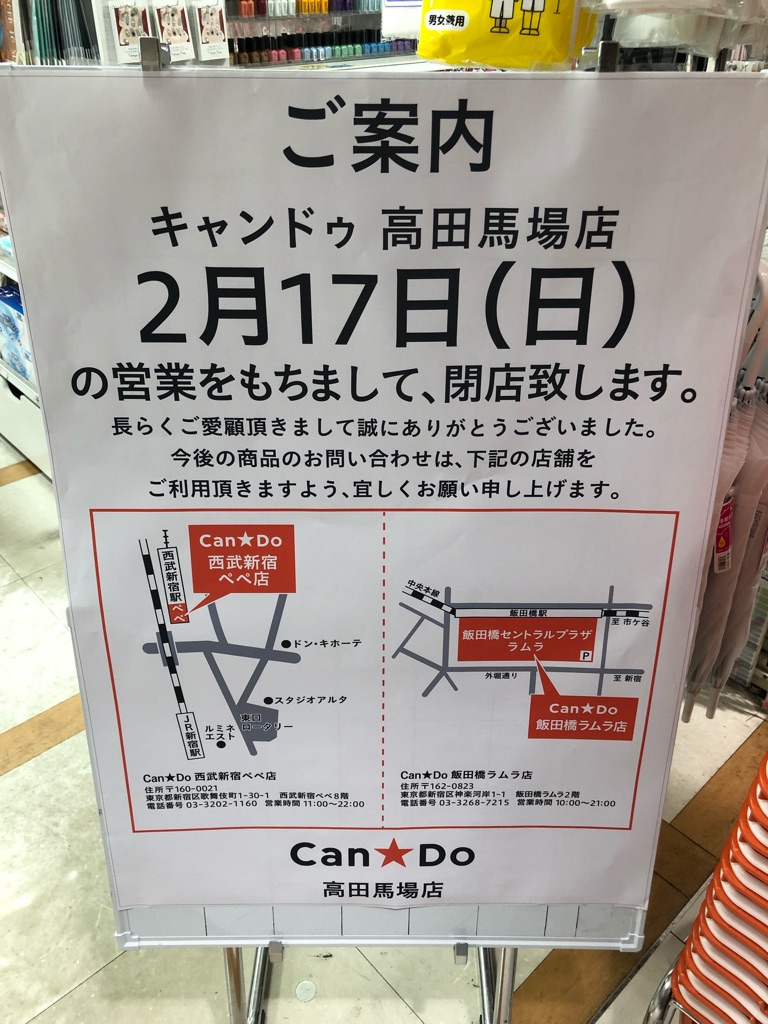 男女兼用
ご案内
キャンドゥ 高田馬場店
2月17日(日)
の営業をもちまして、閉店致します。
長らくご愛顧頂きまして誠にありがとうございました。
今後の商品のお問い合わせは、下記の店舗を
ご利用頂きますよう、宜しくお願い申し上げます。
Can★Do
西武新宿
ぺぺ店
西武新宿駅
ぺぺ
ドン・キホーテ
スタジオアルタ
東口
ロータリー
ルミネ
エスト
JR新宿駅
Can★Do 西武新宿ぺぺ店
住所 〒160-0021
東京都新宿区歌舞伎町1-30-1 西武新宿ぺぺ8階
電話番号 03-3202-1160 営業時間 11:00〜22:00
中央本線
飯田橋駅
至 市ケ谷
飯田橋セントラルプラザ
ラムラ
P
外堀通り
至 新宿
Can★Do
飯田橋ラムラ店
Can★Do 飯田橋ラムラ店
住所 〒162-0823
東京都新宿区神楽河岸1-1 飯田橋ラムラ2階
電話番号 03-3268-7215 営業時間 10:00〜21:00
Can★Do
高田馬場店